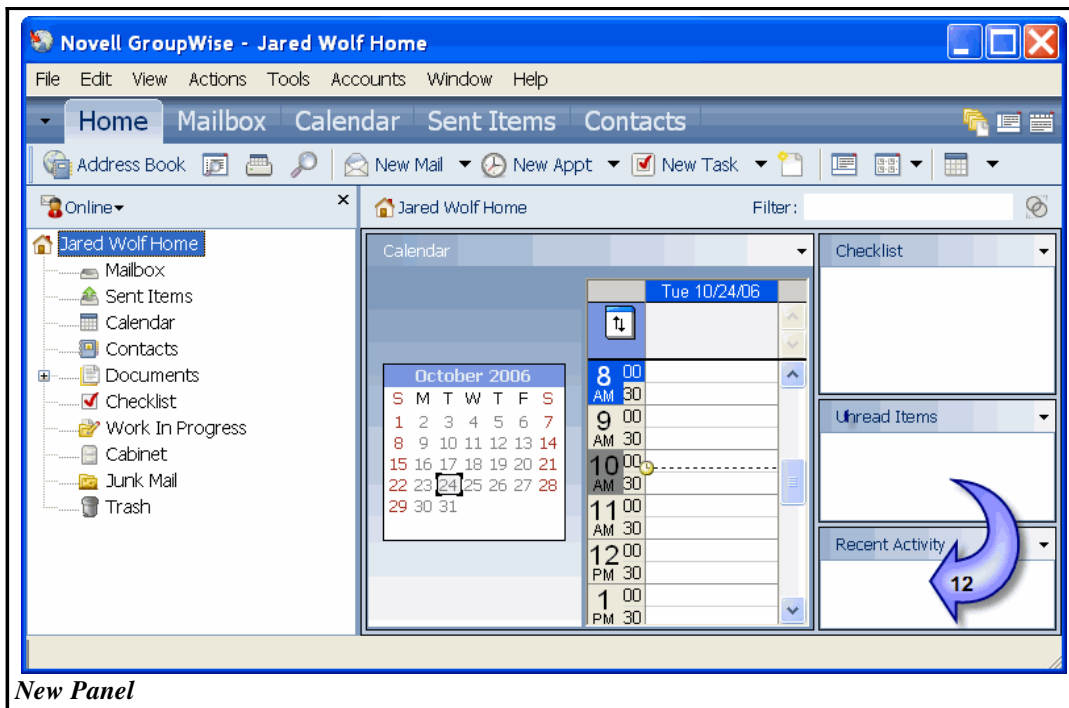 Novell GroupWise - Jared Wolf Home
File Edit View Actions Tools Accounts Window Help
Home Mailbox Calendar Sent Items Contacts
Address Book New Mail New Appt New Task
Online
Jared Wolf Home Filter:
Jared Wolf Home
Mailbox
Sent Items
Calendar
Contacts
Documents
Checklist
Work In Progress
Cabinet
Junk Mail
Trash
Calendar
October 2006
S M T W T F S
1 2 3 4 5 6 7
8 9 10 11 12 13 14
15 16 17 18 19 20 21
22 23 24 25 26 27 28
29 30 31
Tue 10/24/06
8 00
AM 30
9 00
AM 30
10 00
AM 30
11 00
AM 30
12 00
PM 30
1 00
PM 30
Checklist
Unread Items
Recent Activity
12
New Panel